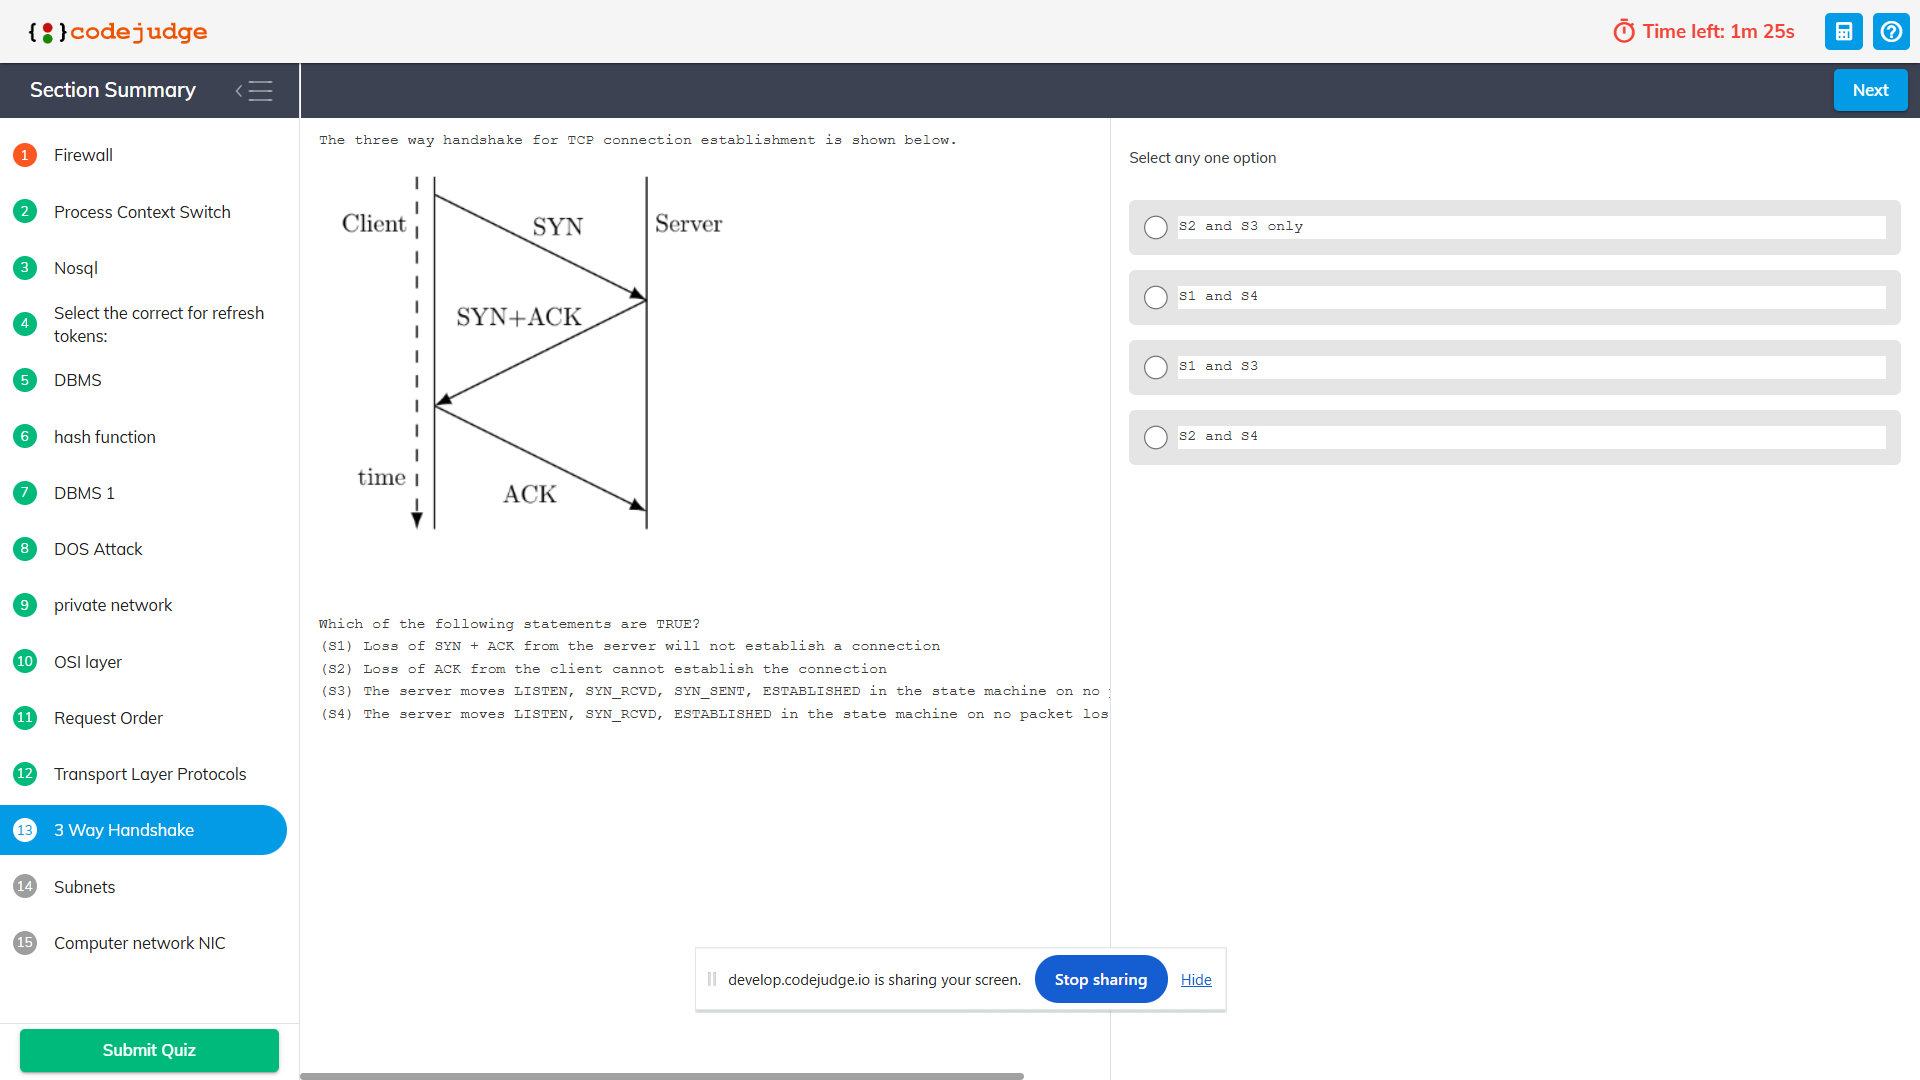 { }codejudge
Time left: 1m 25s
Section Summary
Next
1 Firewall
2 Process Context Switch
3 Nosql
4 Select the correct for refresh
tokens:
5 DBMS
6 hash function
7 DBMS 1
8 DOS Attack
9 private network
10 OSI layer
11 Request Order
12 Transport Layer Protocols
13 3 Way Handshake
14 Subnets
15 Computer network NIC
Submit Quiz
The three way handshake for TCP connection establishment is shown below.
Client
SYN
Server
SYN+ACK
time
ACK
Which of the following statements are TRUE?
(S1) Loss of SYN + ACK from the server will not establish a connection
(S2) Loss of ACK from the client cannot establish the connection
(S3) The server moves LISTEN, SYN_RCVD, SYN_SENT, ESTABLISHED in the state machine on no
(S4) The server moves LISTEN, SYN_RCVD, ESTABLISHED in the state machine on no packet los
Select any one option
S2 and S3 only
S1 and S4
S1 and S3
S2 and S4
develop.codejudge.io is sharing your screen.
Stop sharing
Hide